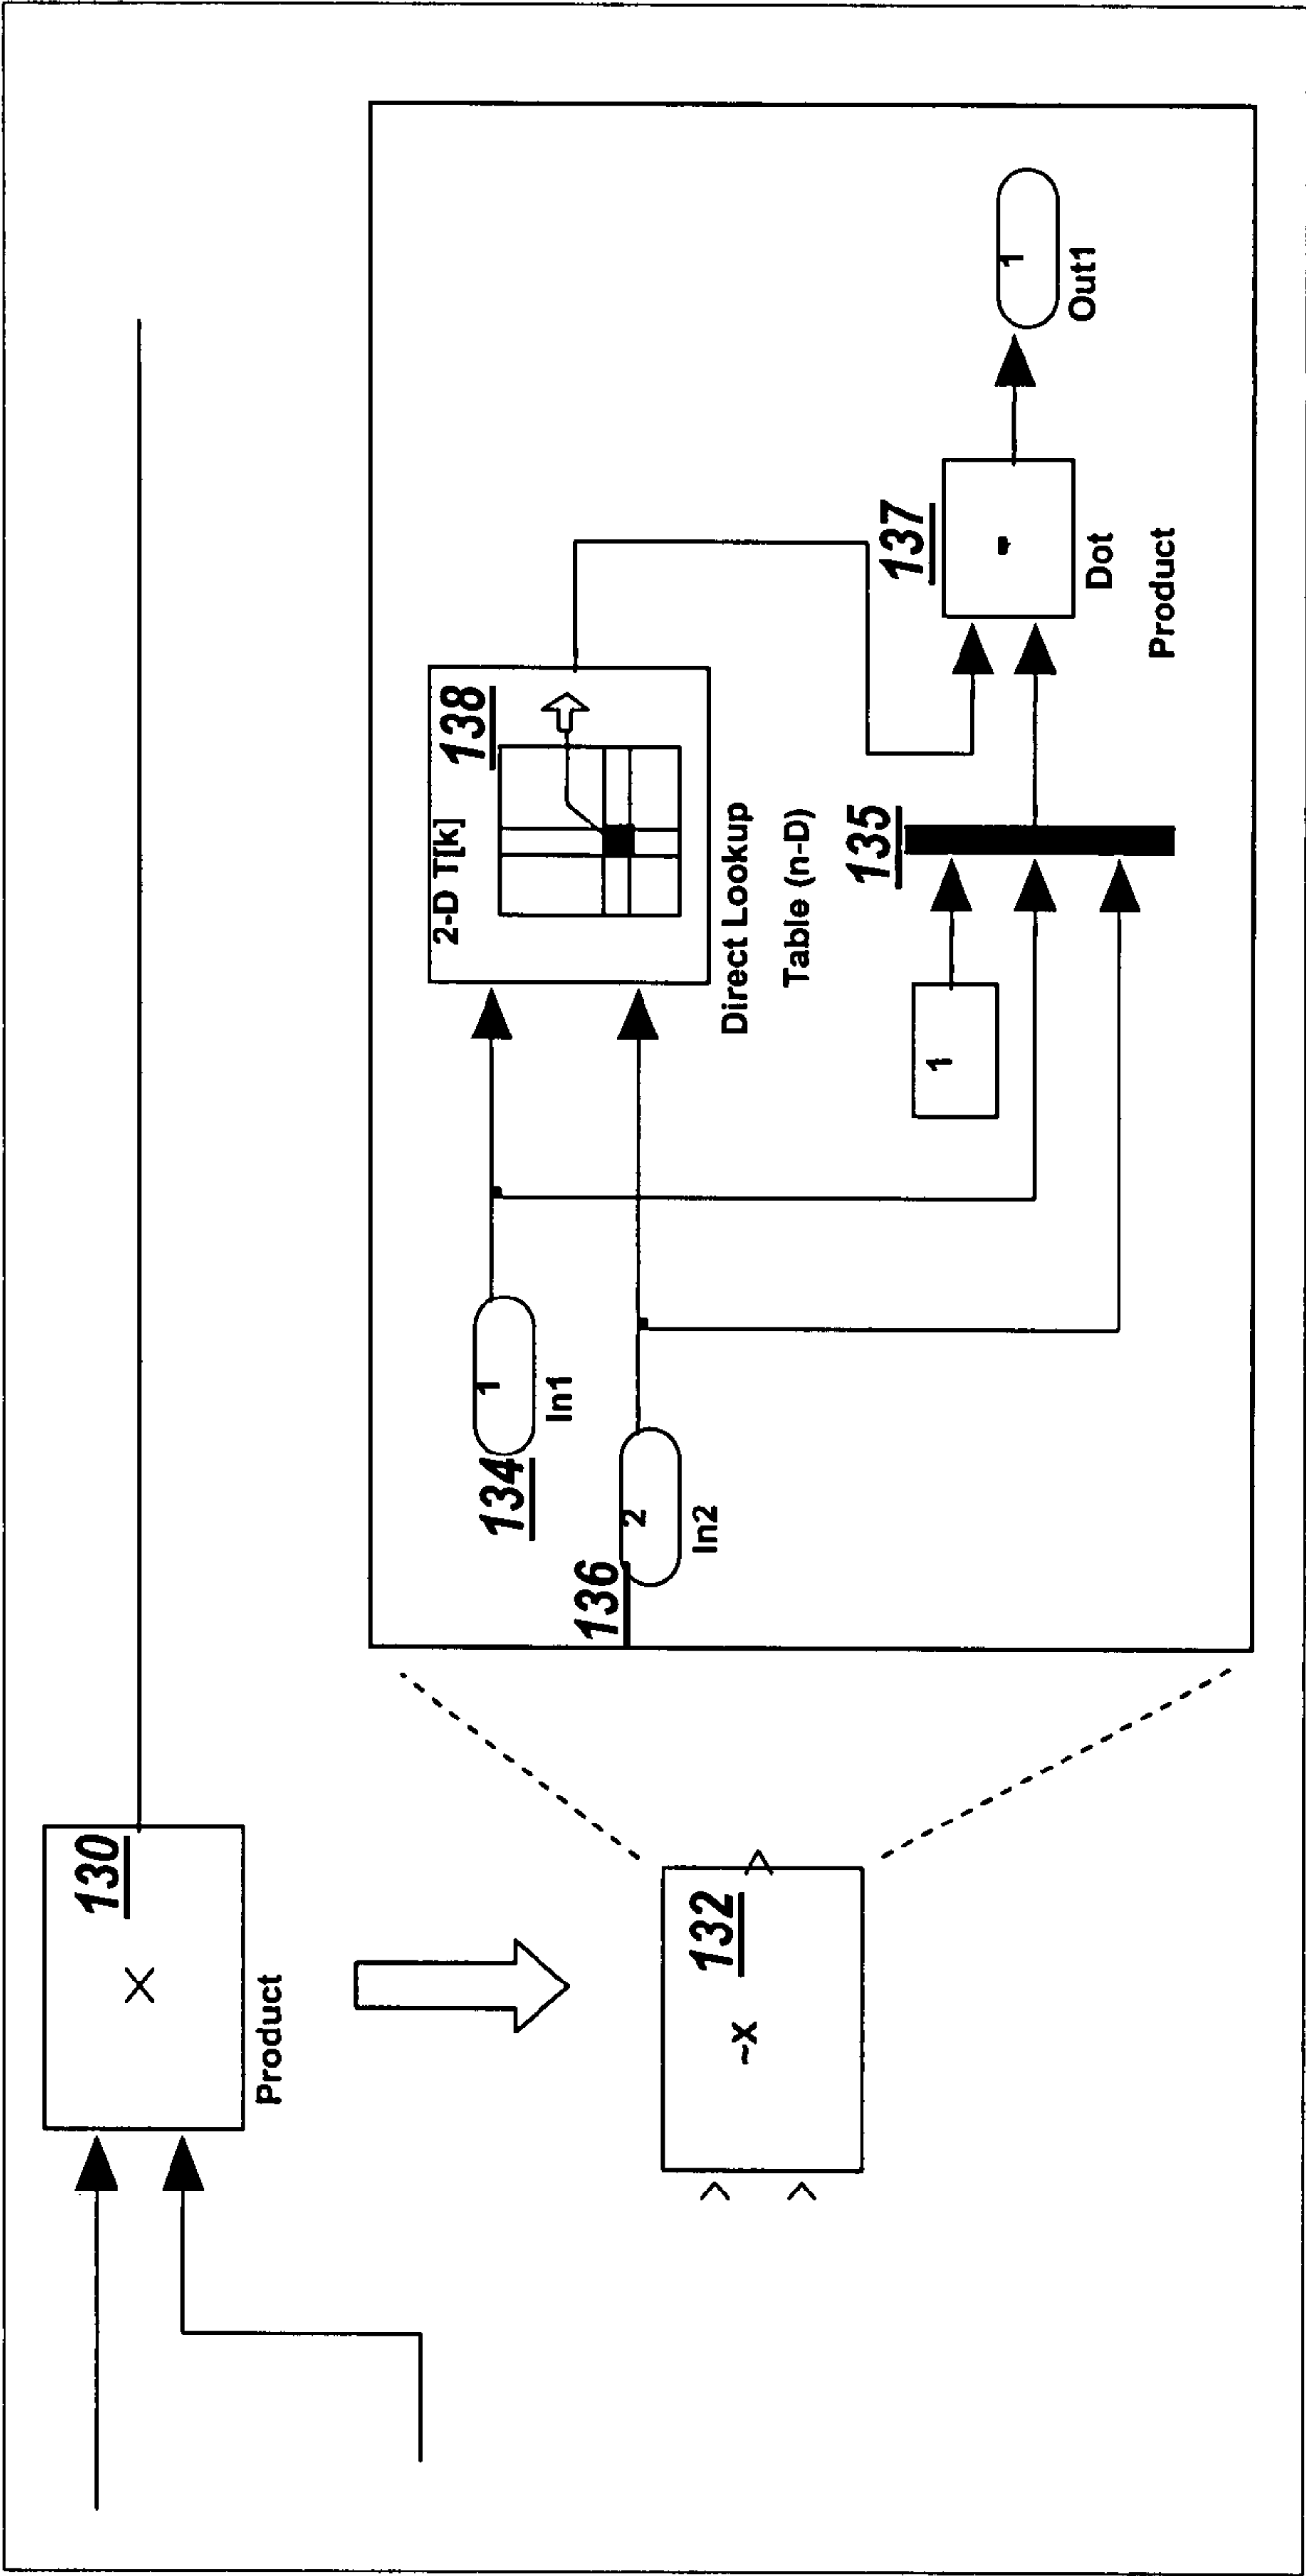 130
X
Product
132
~X
2-D T[k]
138
Direct Lookup
Table (n-D)
134
1
In1
136
2
In2
1
135
137
Dot
Product
1
Out1